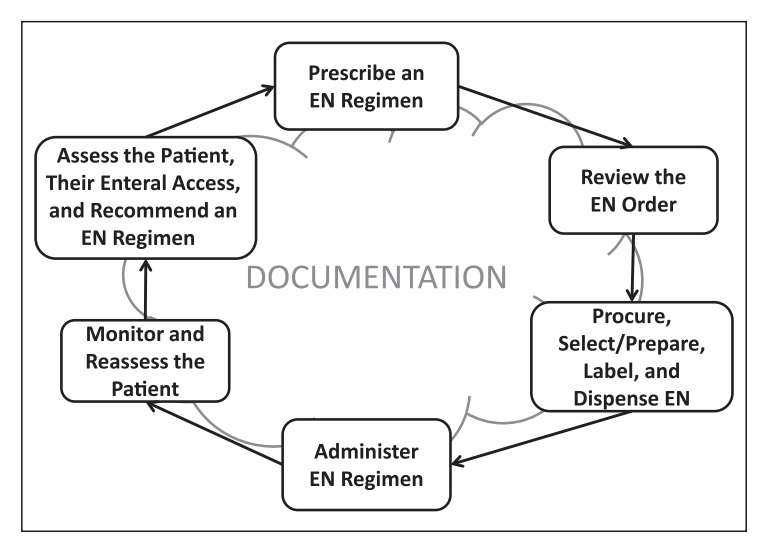 Prescribe an
EN Regimen
Assess the Patient,
Their Enteral Access,
and Recommend an
EN Regimen
Review the
EN Order
DOCUMENTATION
Procure,
Select/Prepare,
Label, and
Dispense EN
Monitor and
Reassess the
Patient
Administer
EN Regimen